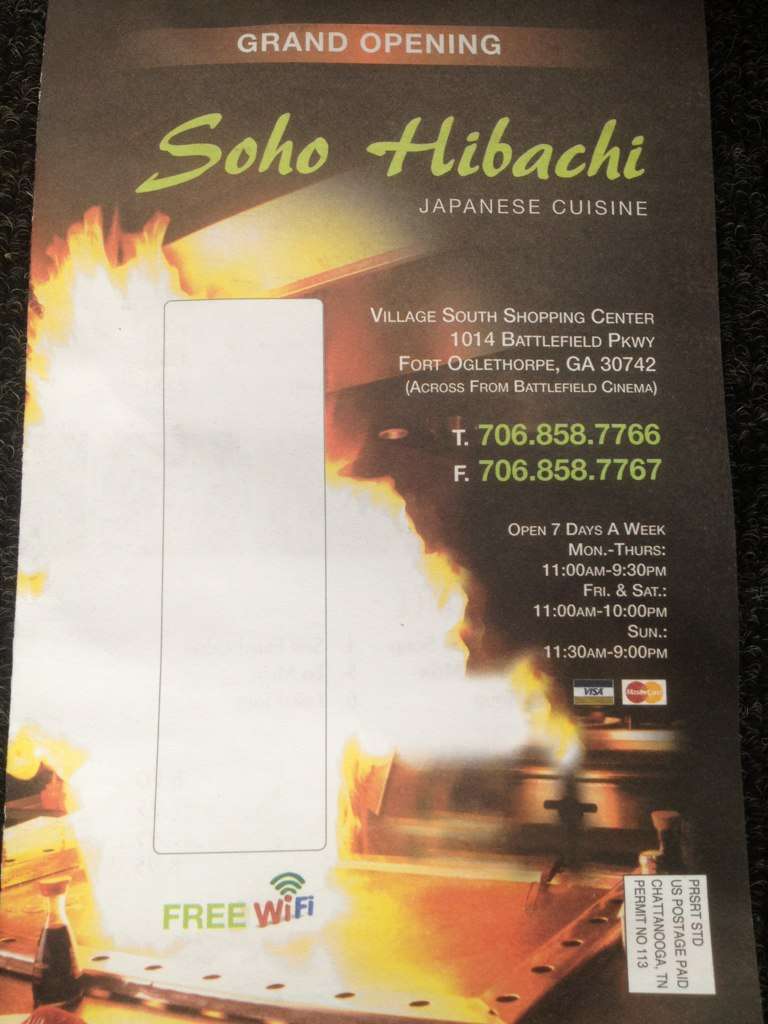 GRAND OPENING
Soho Hibachi
JAPANESE CUISINE
VILLAGE SOUTH SHOPPING CENTER
1014 BATTLEFIELD PKWY
FORT OGLETHORPE, GA 30742
(ACROSS FROM BATTLEFIELD CINEMA)
T. 706.858.7766
F. 706.858.7767
OPEN 7 DAYS A WEEK
MON.-THURS:
11:00AM-9:30PM
FRI. & SAT.:
11:00AM-10:00PM
SUN.:
11:30AM-9:00PM
VISA MasterCard
FREE WiFi
PRSRT STD
US POSTAGE PAID
CHATTANOOGA, TN
PERMIT NO 113